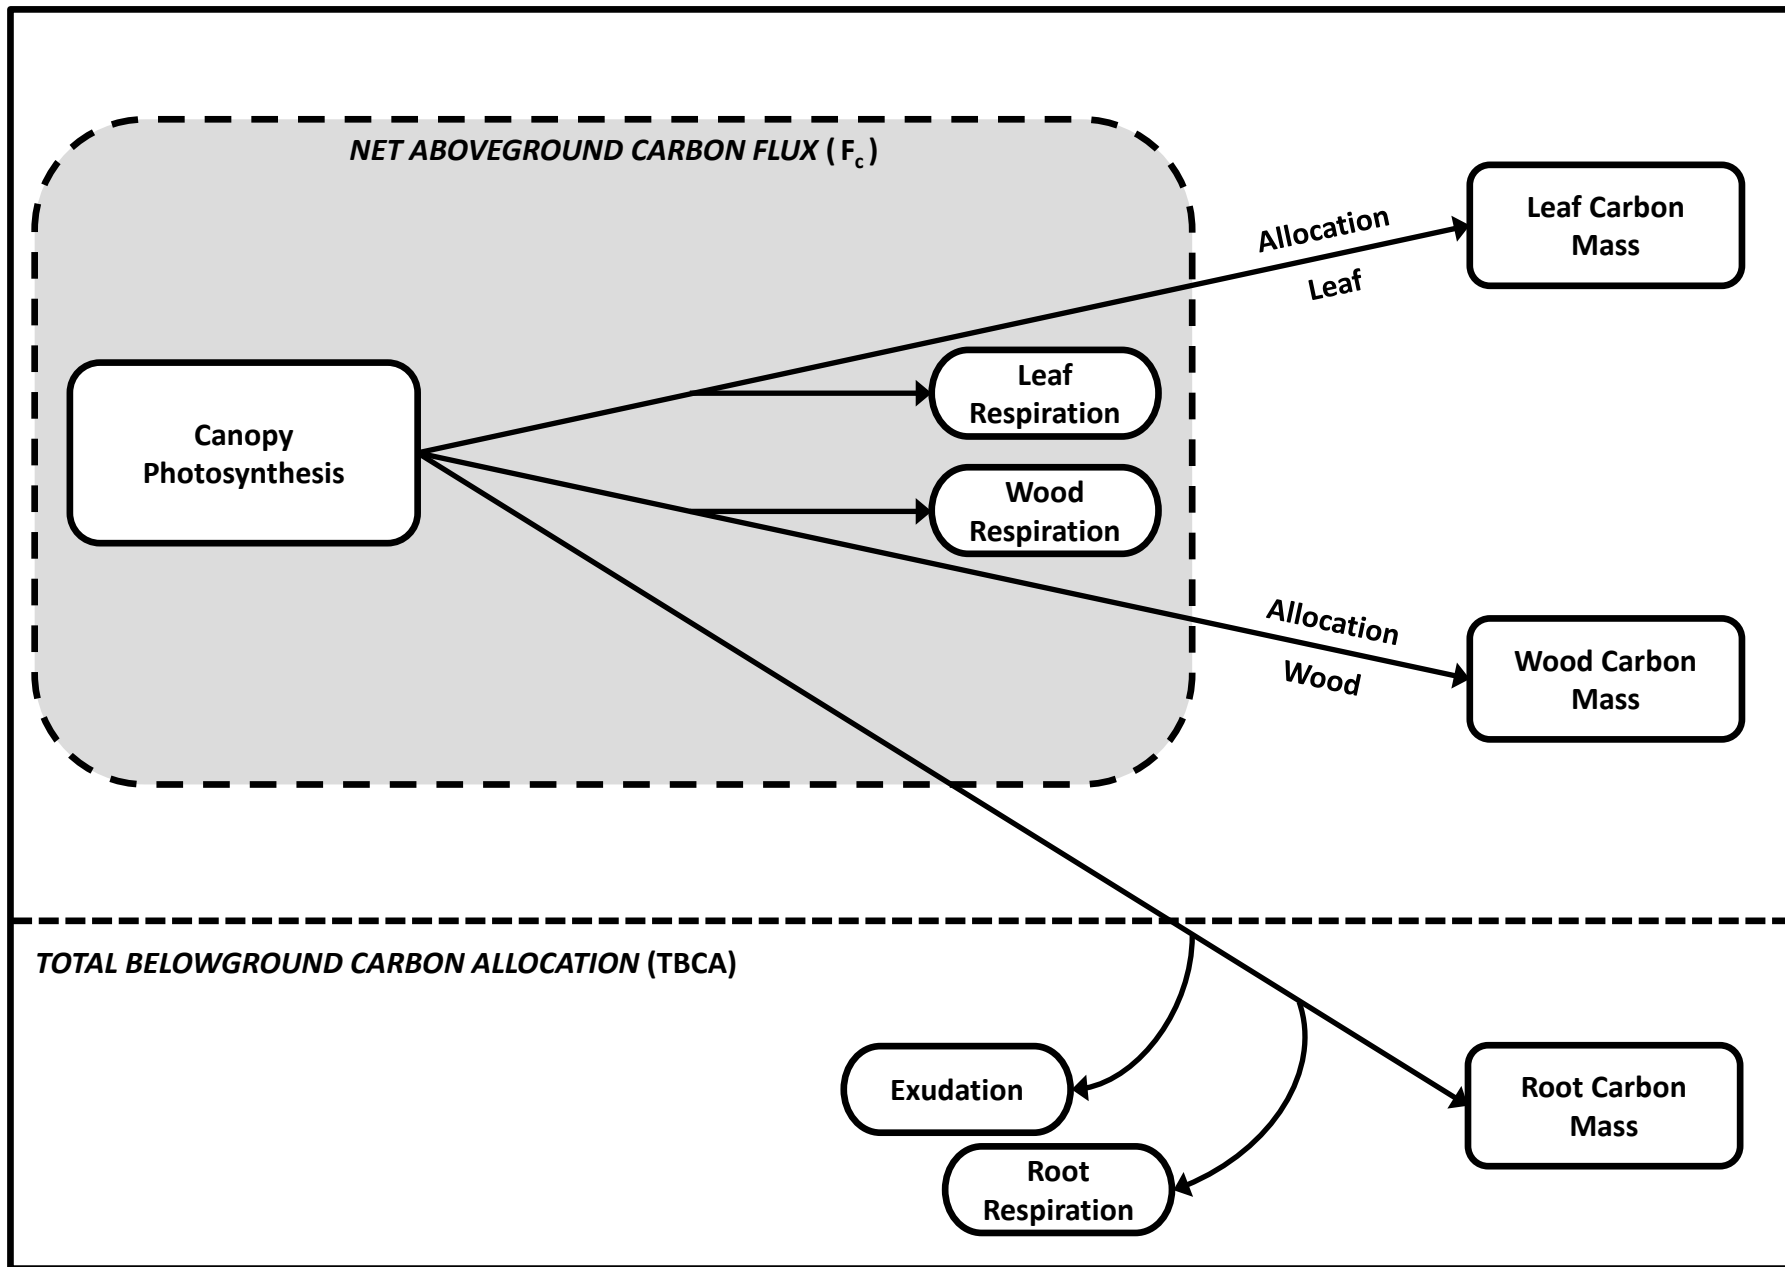 NET ABOVEGROUND CARBON FLUX ( Fc )
Allocation
Leaf
Leaf Carbon
Mass
Leaf
Respiration
Canopy
Photosynthesis
Wood
Respiration
Allocation
Wood
Wood Carbon
Mass
TOTAL BELOWGROUND CARBON ALLOCATION (TBCA)
Exudation
Root Carbon
Mass
Root
Respiration